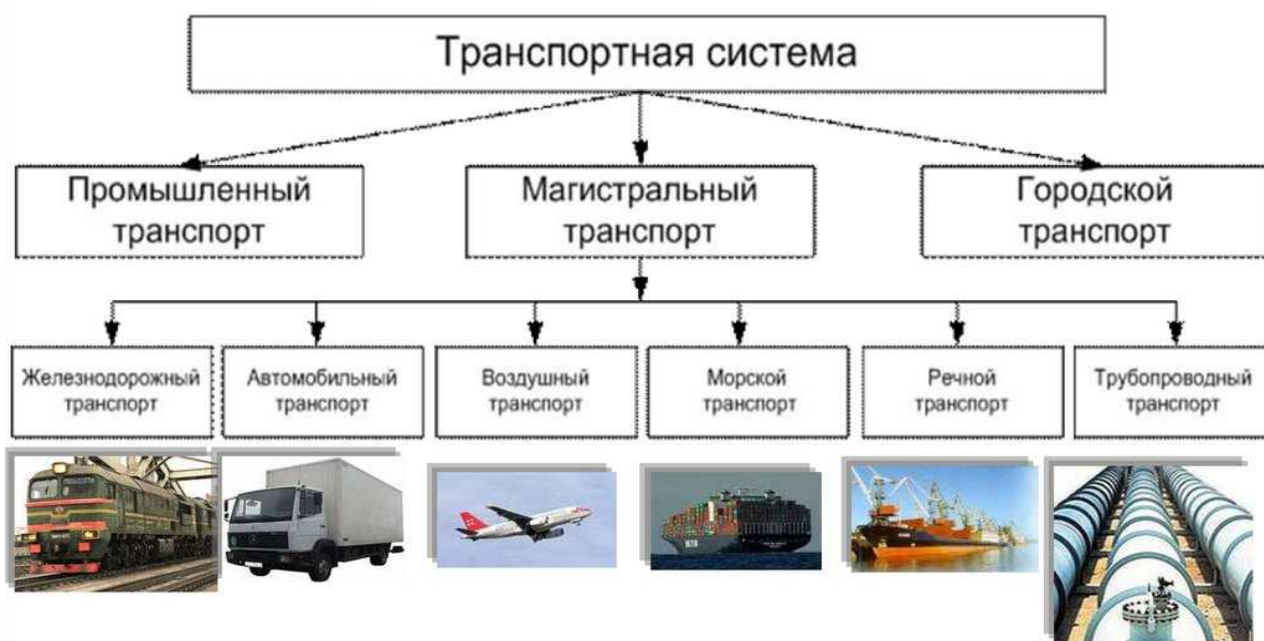 Транспортная система
Промышленный
транспорт
Магистральный
транспорт
Городской
транспорт
Железнодорожный
транспорт
Автомобильный
транспорт
Воздушный
транспорт
Морской
транспорт
Речной
транспорт
Трубопроводный
транспорт